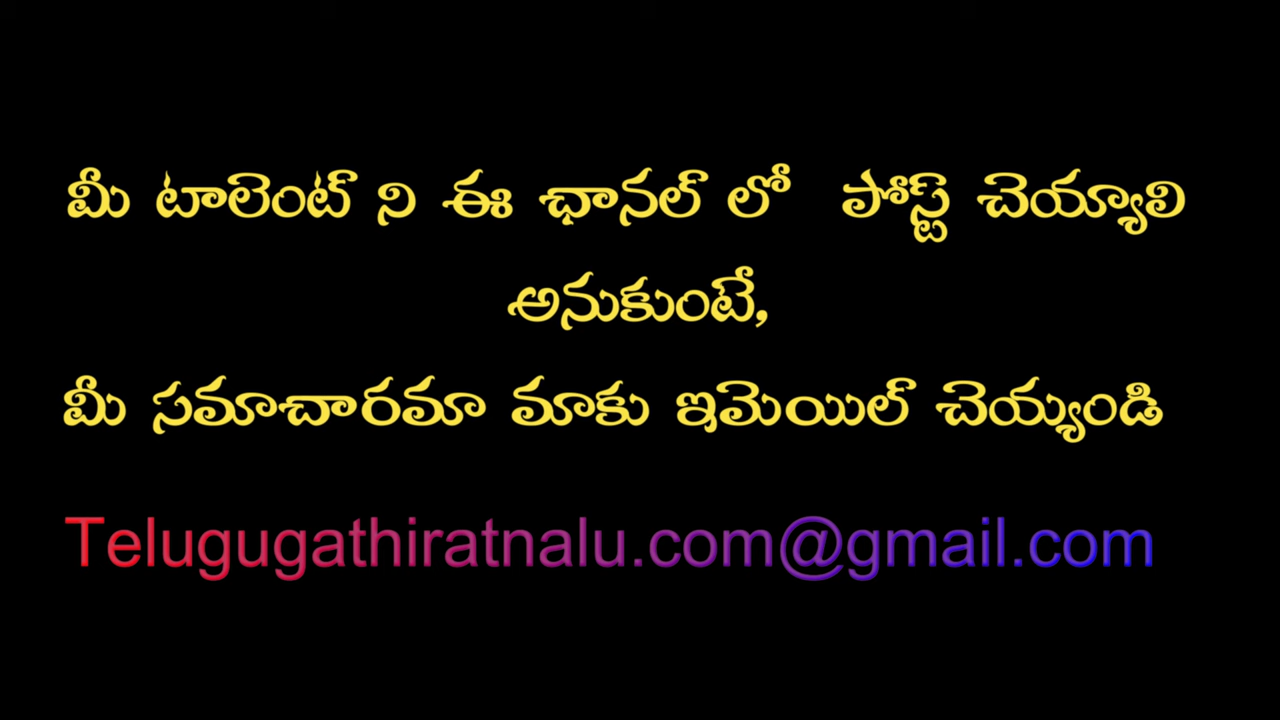 మీ టాలెంట్ ని ఈ ఛానల్ లో పోస్ట్ చెయ్యాలి
అనుకుంటే,
మీ సమాచారమా మాకు ఇమెయిల్ చెయ్యండి
Telugugathiratnalu.com@gmail.com